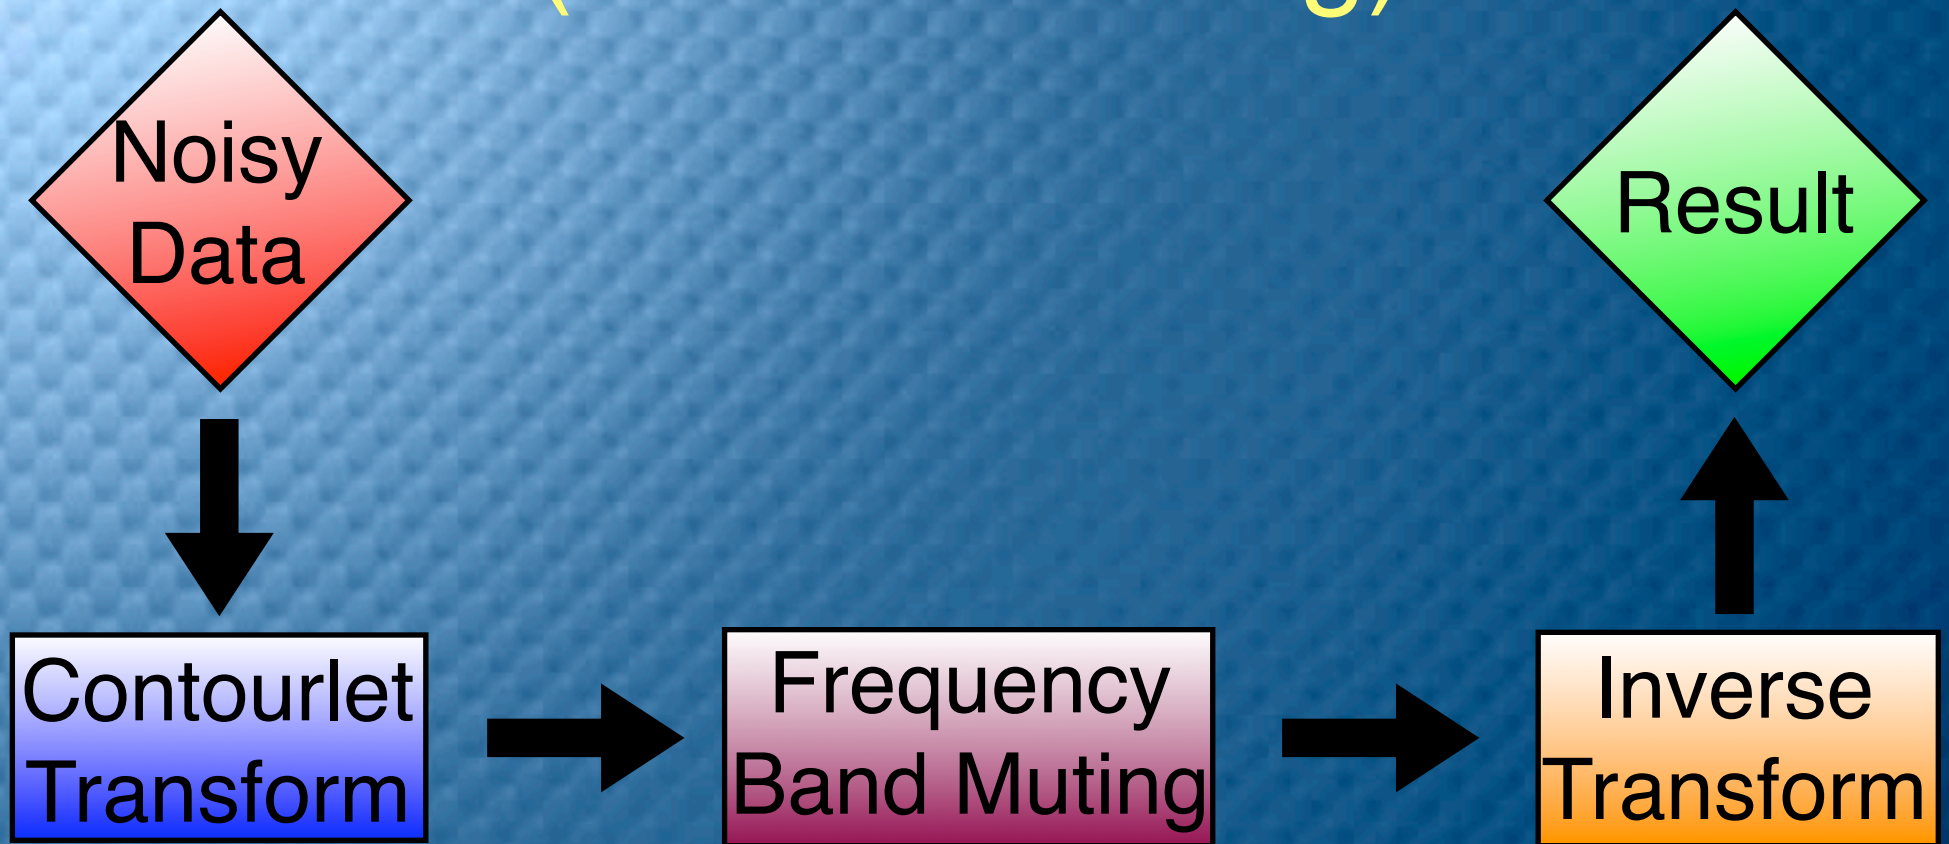 Noisy
Data
Result
Contourlet
Transform
Frequency
Band Muting
Inverse
Transform